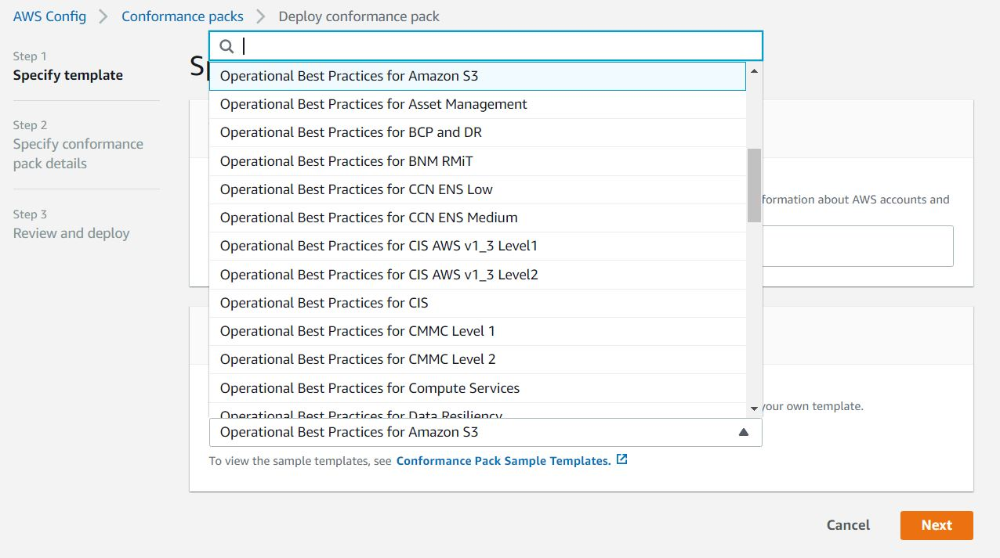 AWS Config > Conformance packs > Deploy conformance pack
Step 1
Specify template
Step 2
Specify conformance
pack details
Step 3
Review and deploy
Operational Best Practices for Amazon S3
Operational Best Practices for Asset Management
Operational Best Practices for BCP and DR
Operational Best Practices for BNM RMiT
Operational Best Practices for CCN ENS Low
Operational Best Practices for CCN ENS Medium
Operational Best Practices for CIS AWS v1_3 Level1
Operational Best Practices for CIS AWS v1_3 Level2
Operational Best Practices for CIS
Operational Best Practices for CMMC Level 1
Operational Best Practices for CMMC Level 2
Operational Best Practices for Compute Services
Operational Best Practices for Data Resiliency
Operational Best Practices for Amazon S3
formation about AWS accounts and
your own template.
To view the sample templates, see Conformance Pack Sample Templates.
Cancel
Next